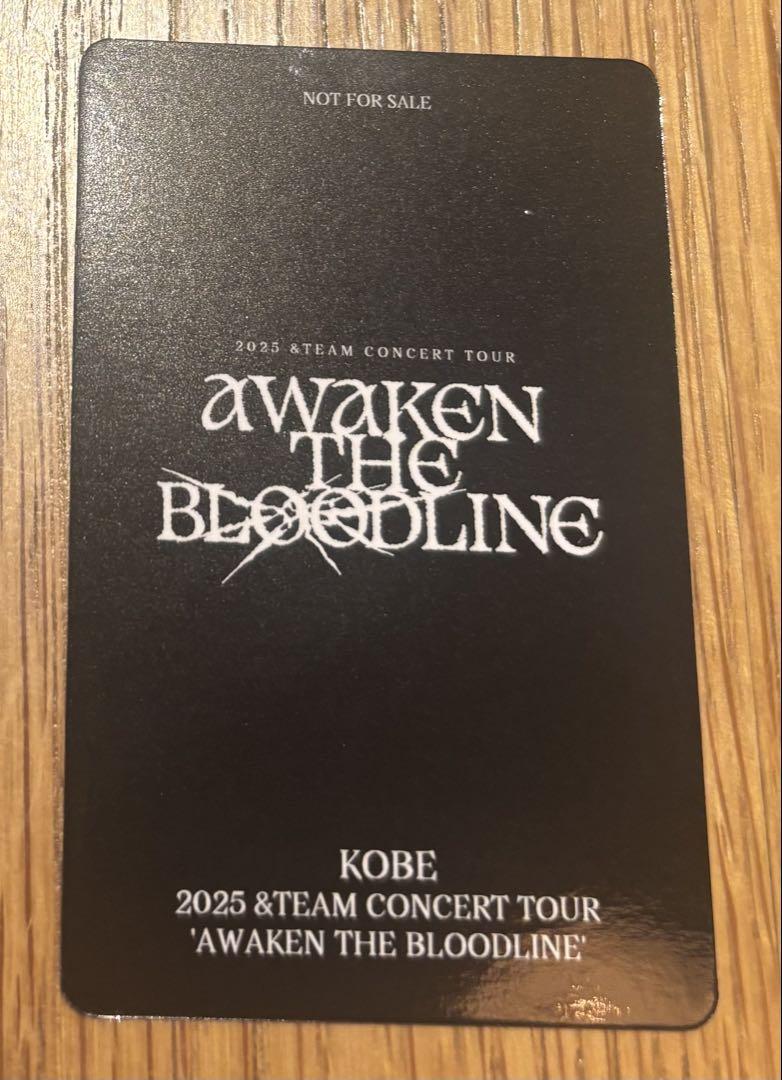 NOT FOR SALE
2025 &TEAM CONCERT TOUR
AWAKEN
THE
BLOODLINE
KOBE
2025 &TEAM CONCERT TOUR
'AWAKEN THE BLOODLINE'